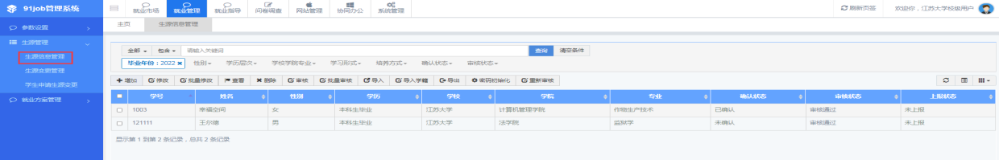 91job管理系统 就业市场 就业管理 就业指导 问卷调查 网站管理 协同办公 系统管理 刷新页签 欢迎你，江苏大学校级用户
参数设置 主页 生源信息管理
生源管理
全部 包含 请输入关键词 查询 清空条件
生源信息管理 毕业年份：2022 性别 学历层次 学校学院专业 学习形式 培养方式 确认状态 审核状态
生源变更管理
增加 修改 批量修改 查看 删除 审核 批量审核 导入 导入学籍 导出 密码初始化 重新审核
学生申请生源变更
学号 姓名 性别 学历 学校 学院 专业 确认状态 审核状态 上报状态
就业方案管理
1003 幸福空间 女 本科生毕业 江苏大学 计算机管理学院 作物生产技术 已确认 审核通过 未上报
121111 王尔德 男 本科生毕业 江苏大学 法学院 监狱学 未确认 审核通过 未上报
显示第 1 到第 2 条记录，总共 2 条记录